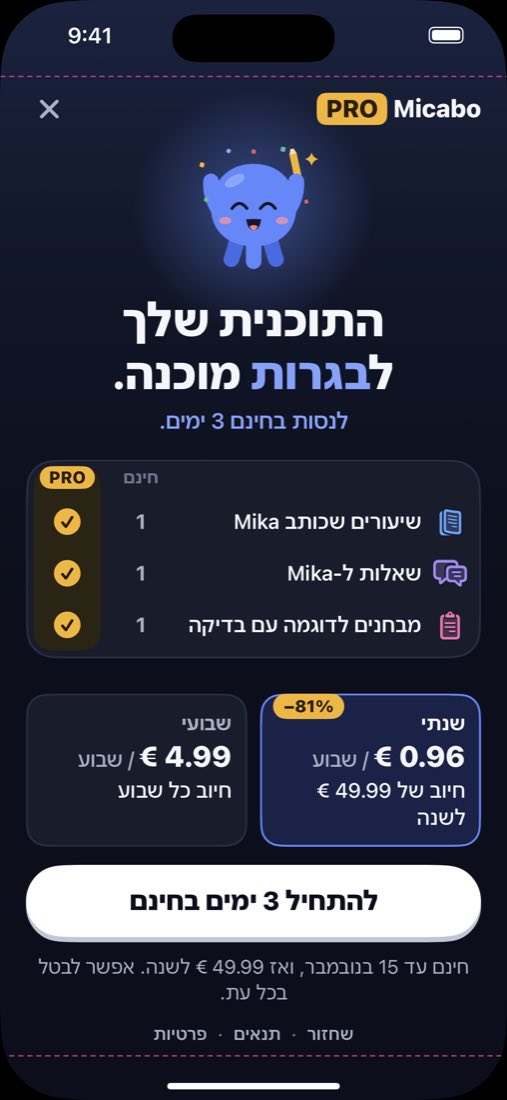 9:41
Micabo PRO
התוכנית שלך
לבגרות מוכנה.
לנסות בחינם 3 ימים.
חינם PRO
שיעורים שכותב Mika 1
שאלות ל-Mika 1
מבחנים לדוגמה עם בדיקה 1
−81%
שנתי
0.96 € / שבוע
חיוב של 49.99 €
לשנה
שבועי
4.99 € / שבוע
חיוב כל שבוע
להתחיל 3 ימים בחינם
חינם עד 15 בנובמבר, ואז 49.99 € לשנה. אפשר לבטל
בכל עת.
שחזור · תנאים · פרטיות